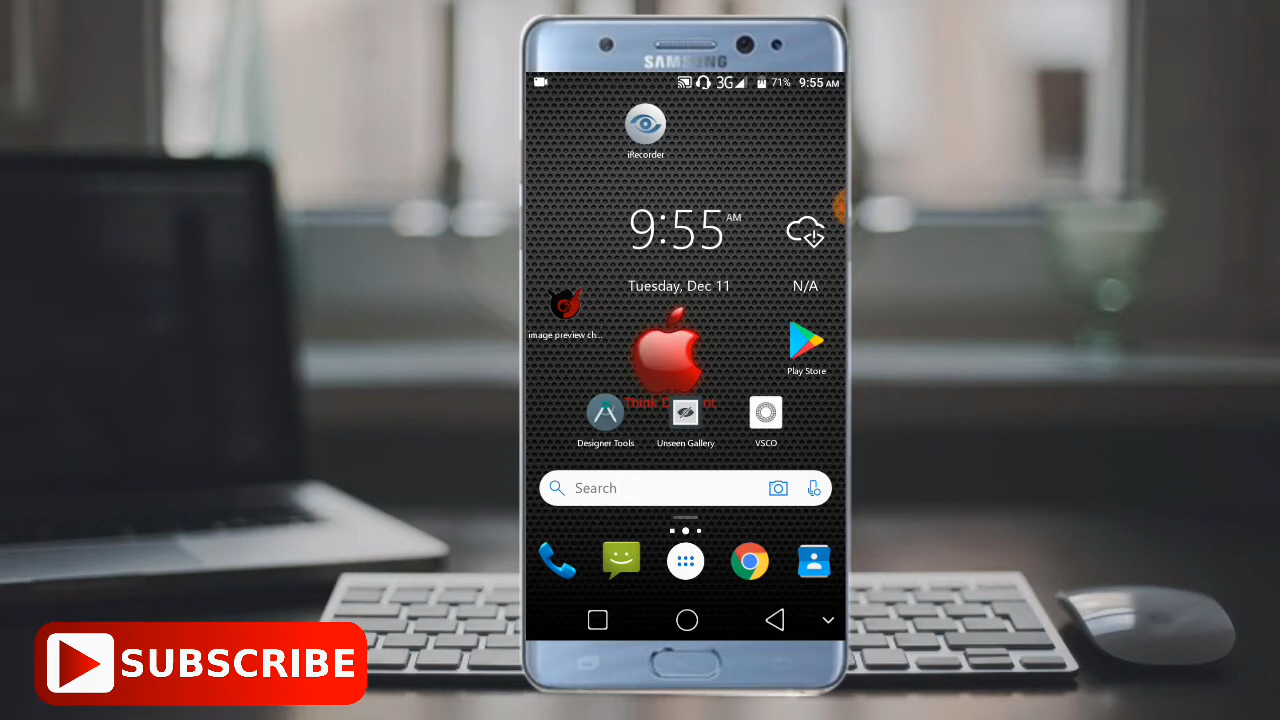 SAMSUNG
3G 71% 9:55 AM
iRecorder
9:55 AM
Tuesday, Dec 11
N/A
image preview ch...
Play Store
Think
Designer Tools
Unseen Gallery
VSCO
Search
SUBSCRIBE